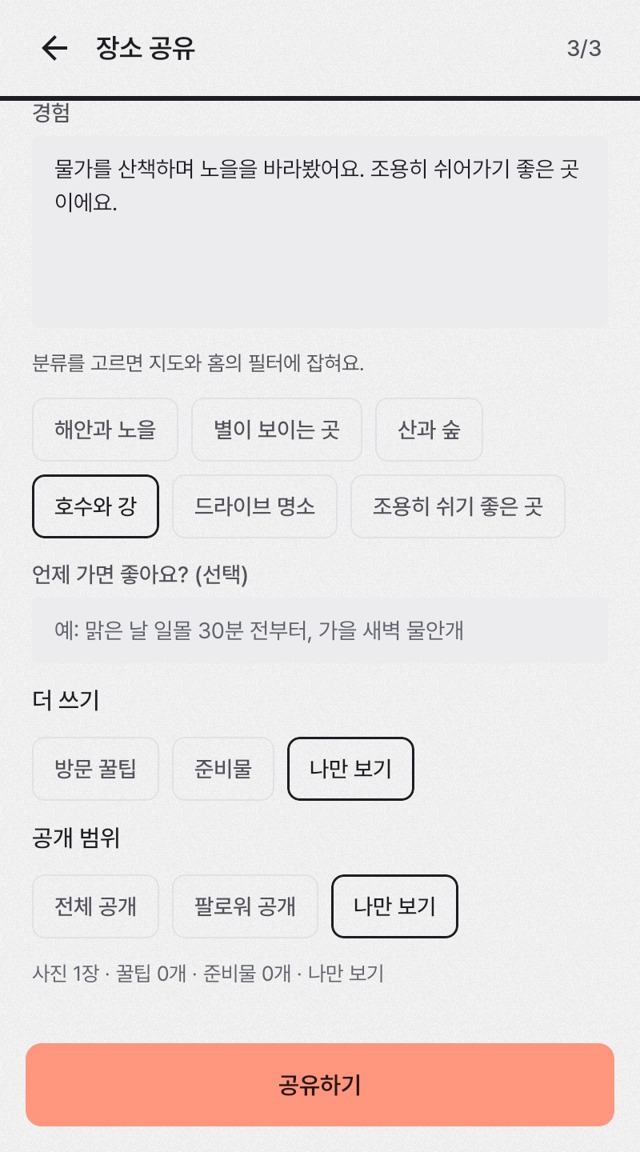 장소 공유
3/3
경험
물가를 산책하며 노을을 바라봤어요. 조용히 쉬어가기 좋은 곳
이에요.
분류를 고르면 지도와 홈의 필터에 잡혀요.
해안과 노을 별이 보이는 곳 산과 숲
호수와 강 드라이브 명소 조용히 쉬기 좋은 곳
언제 가면 좋아요? (선택)
예: 맑은 날 일몰 30분 전부터, 가을 새벽 물안개
더 쓰기
방문 꿀팁 준비물 나만 보기
공개 범위
전체 공개 팔로워 공개 나만 보기
사진 1장 · 꿀팁 0개 · 준비물 0개 · 나만 보기
공유하기